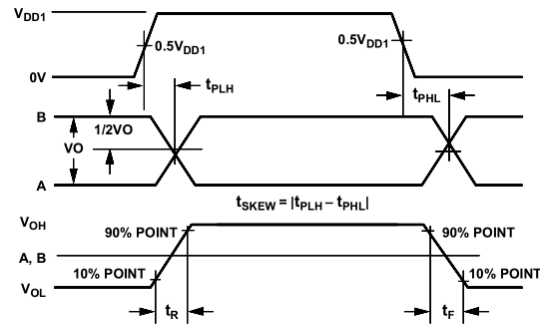 VDD1
0.5VDD1
0.5VDD1
0V
tPLH
tPHL
B
1/2VO
VO
A
tSKEW = |tPLH – tPHL|
VOH
90% POINT
90% POINT
A, B
10% POINT
10% POINT
VOL
tR
tF